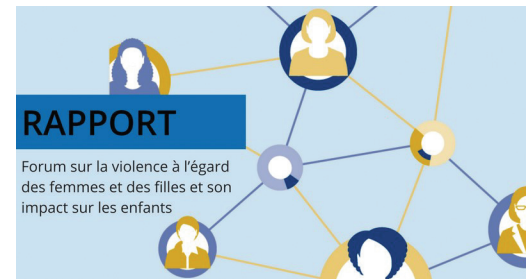 RAPPORT
Forum sur la violence à l’égard
des femmes et des filles et son
impact sur les enfants